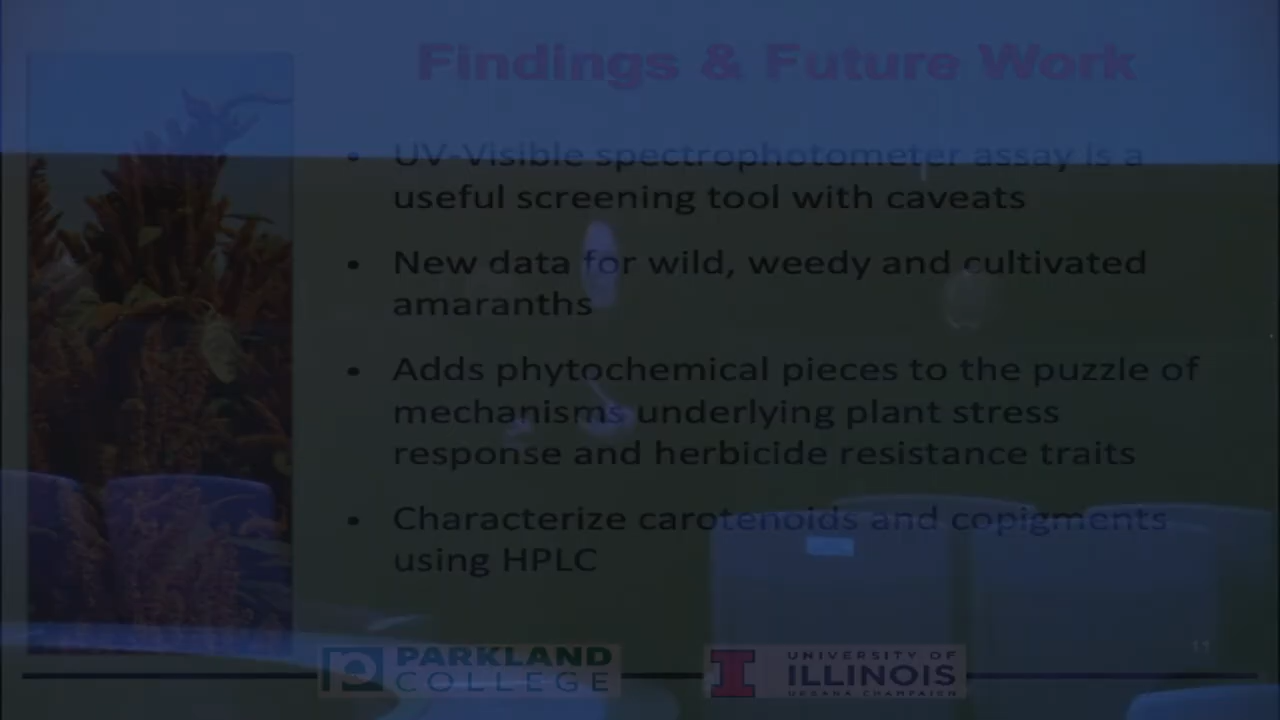 Findings & Future Work
• UV-Visible spectrophotometer assay is a
useful screening tool with caveats
• New data for wild, weedy and cultivated
amaranths
• Adds phytochemical pieces to the puzzle of
mechanisms underlying plant stress
response and herbicide resistance traits
• Characterize carotenoids and copigments
using HPLC
11
PARKLAND
COLLEGE
UNIVERSITY OF
ILLINOIS
URBANA CHAMPAIGN